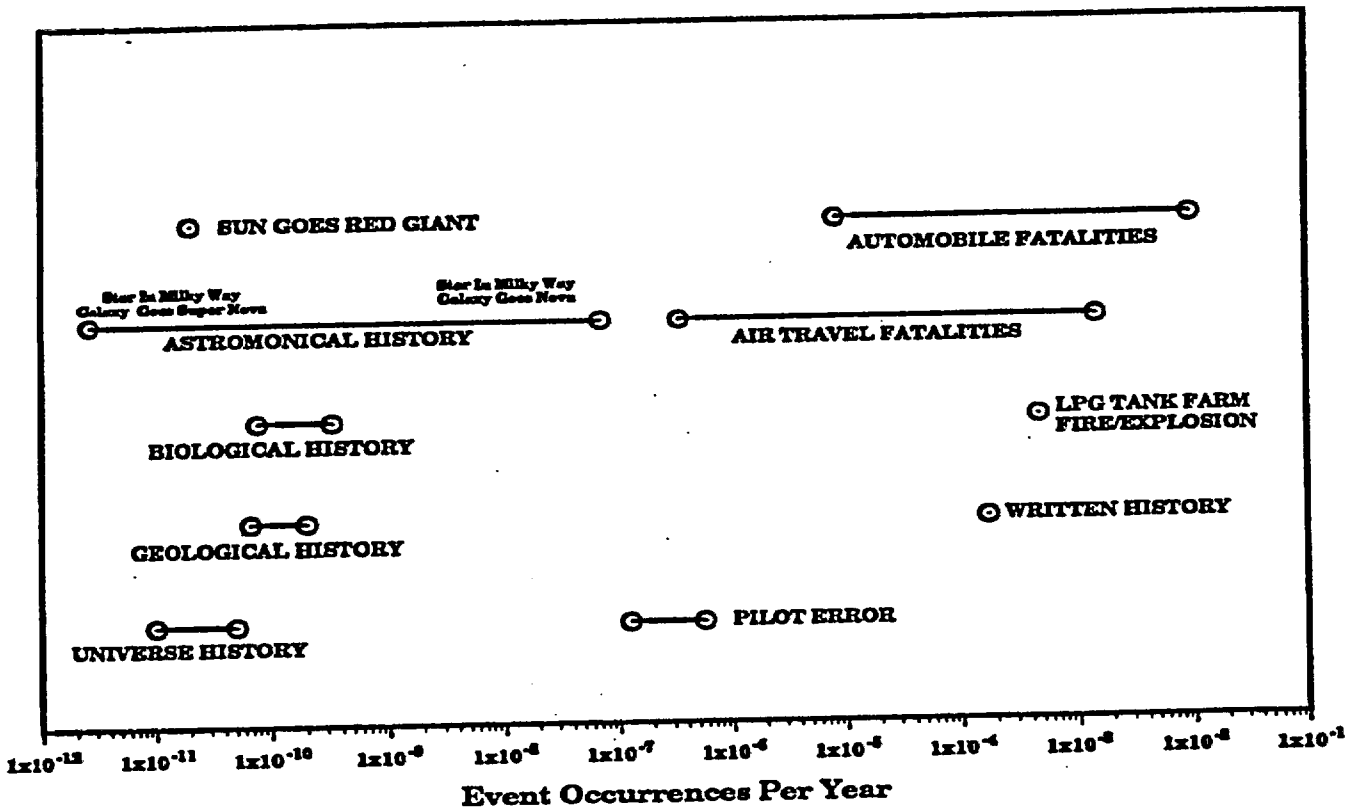 SUN GOES RED GIANT
AUTOMOBILE FATALITIES
Star In Milky Way
Galaxy Goes Super Nova
Star In Milky Way
Galaxy Goes Nova
ASTROMONICAL HISTORY
AIR TRAVEL FATALITIES
BIOLOGICAL HISTORY
LPG TANK FARM
FIRE/EXPLOSION
GEOLOGICAL HISTORY
WRITTEN HISTORY
UNIVERSE HISTORY
PILOT ERROR
1x10⁻¹² 1x10⁻¹¹ 1x10⁻¹⁰ 1x10⁻⁹ 1x10⁻⁸ 1x10⁻⁷ 1x10⁻⁶ 1x10⁻⁵ 1x10⁻⁴ 1x10⁻³ 1x10⁻² 1x10⁻¹
Event Occurrences Per Year